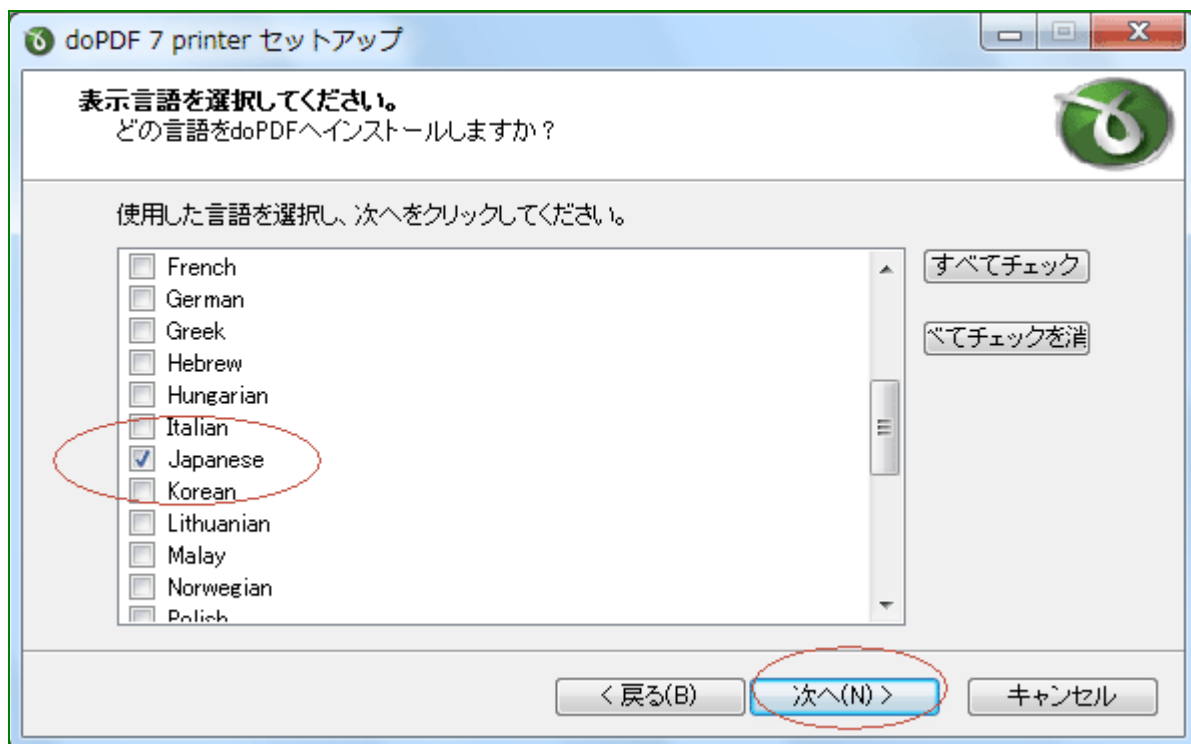 doPDF 7 printer セットアップ
表示言語を選択してください。
どの言語をdoPDFへインストールしますか？
使用した言語を選択し、次へをクリックしてください。
French
すべてチェック
German
Greek
べてチェックを消
Hebrew
Hungarian
Italian
Japanese
Korean
Lithuanian
Malay
Norwegian
Polish
< 戻る(B)
次へ(N) >
キャンセル